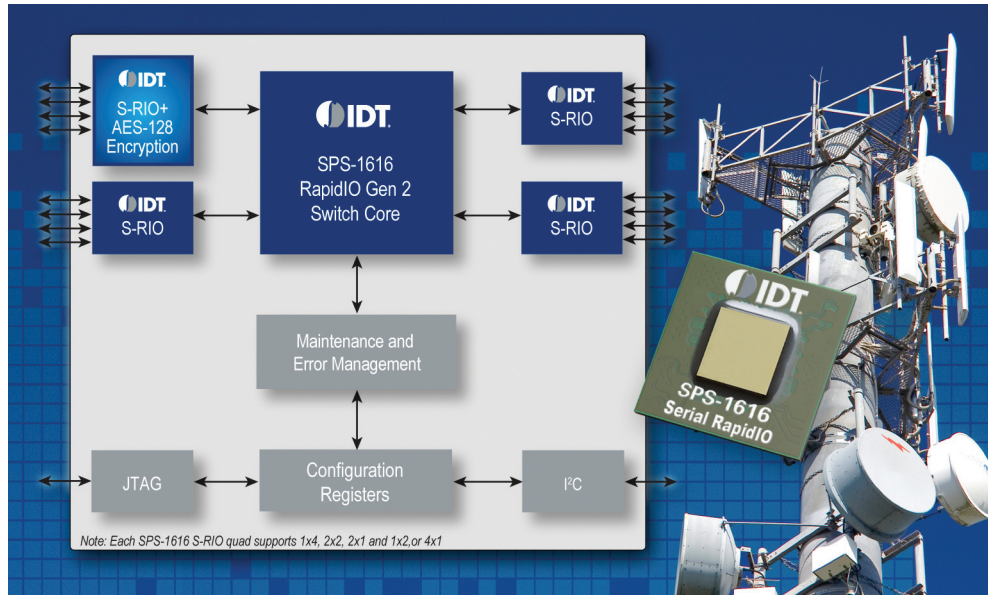 IDT.
S-RIO+
AES-128
Encryption
IDT.
SPS-1616
RapidIO Gen 2
Switch Core
IDT.
S-RIO
IDT.
S-RIO
IDT.
S-RIO
Maintenance and
Error Management
JTAG
Configuration
Registers
I²C
Note: Each SPS-1616 S-RIO quad supports 1x4, 2x2, 2x1 and 1x2,or 4x1
IDT.
SPS-1616
Serial RapidIO